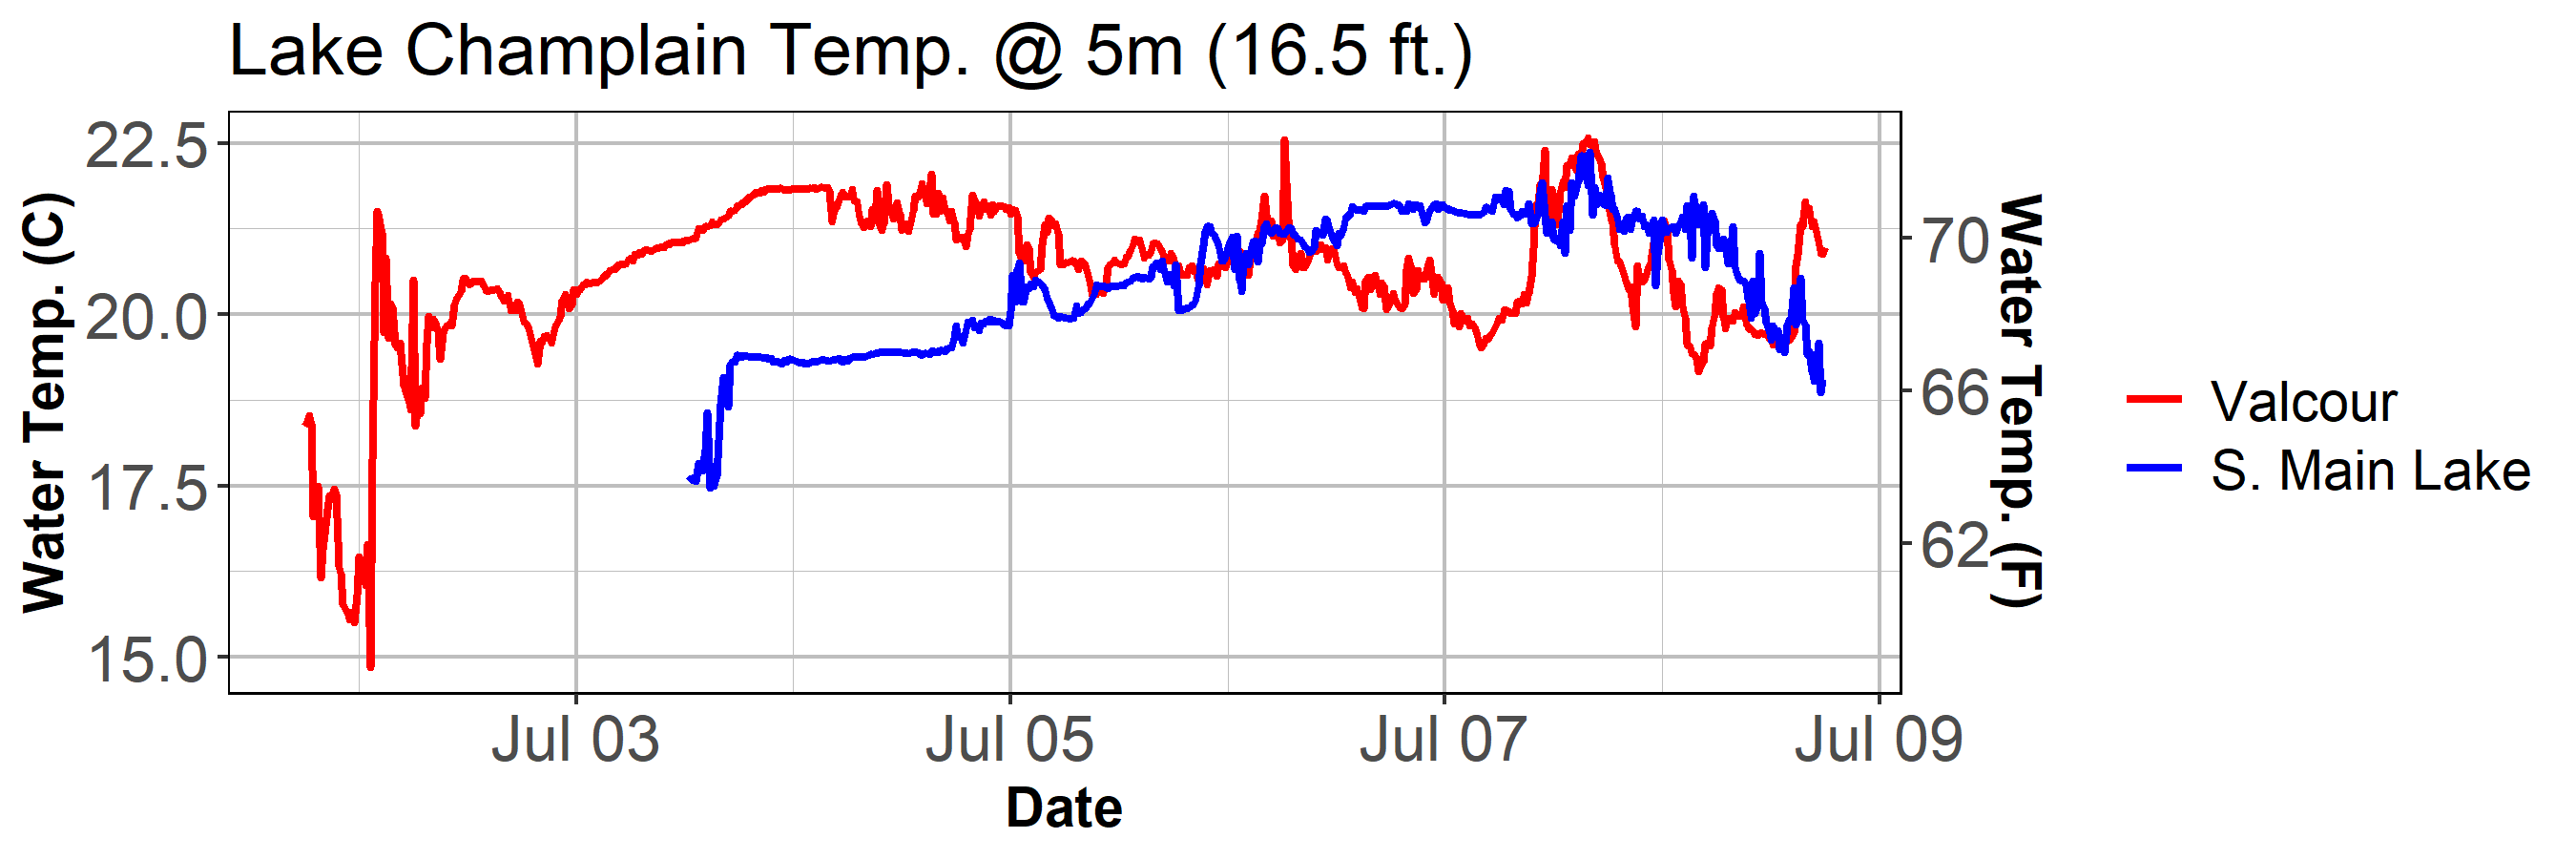 Lake Champlain Temp. @ 5m (16.5 ft.)
Water Temp. (C)
22.5
20.0
17.5
15.0
Jul 03
Jul 05
Jul 07
Jul 09
Date
70
66
62
Water Temp. (F)
Valcour
S. Main Lake